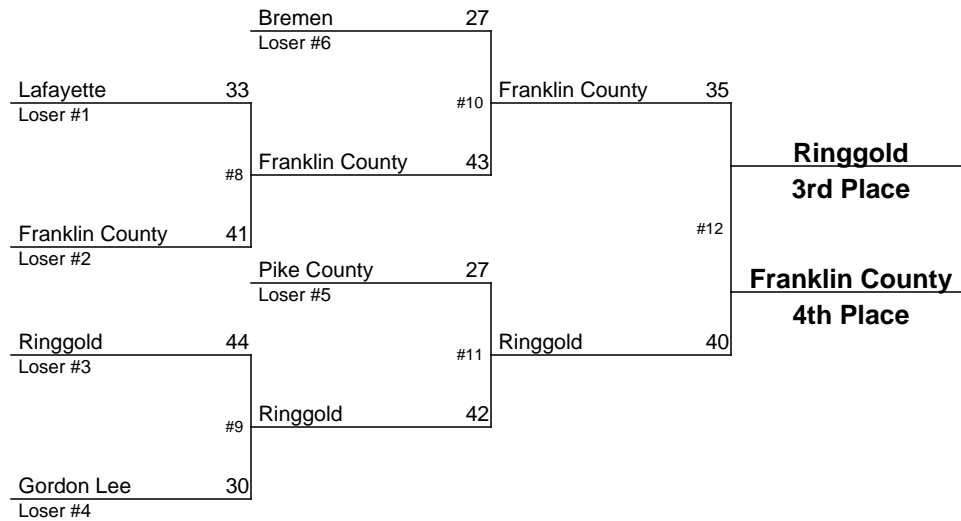 Bremen 27
Loser #6
Lafayette 33
Loser #1
#10
Franklin County 35
#8
Franklin County 43
Ringgold
3rd Place
Franklin County 41
Loser #2
#12
Pike County 27
Loser #5
Franklin County
4th Place
Ringgold 44
Loser #3
#11
Ringgold 40
#9
Ringgold 42
Gordon Lee 30
Loser #4